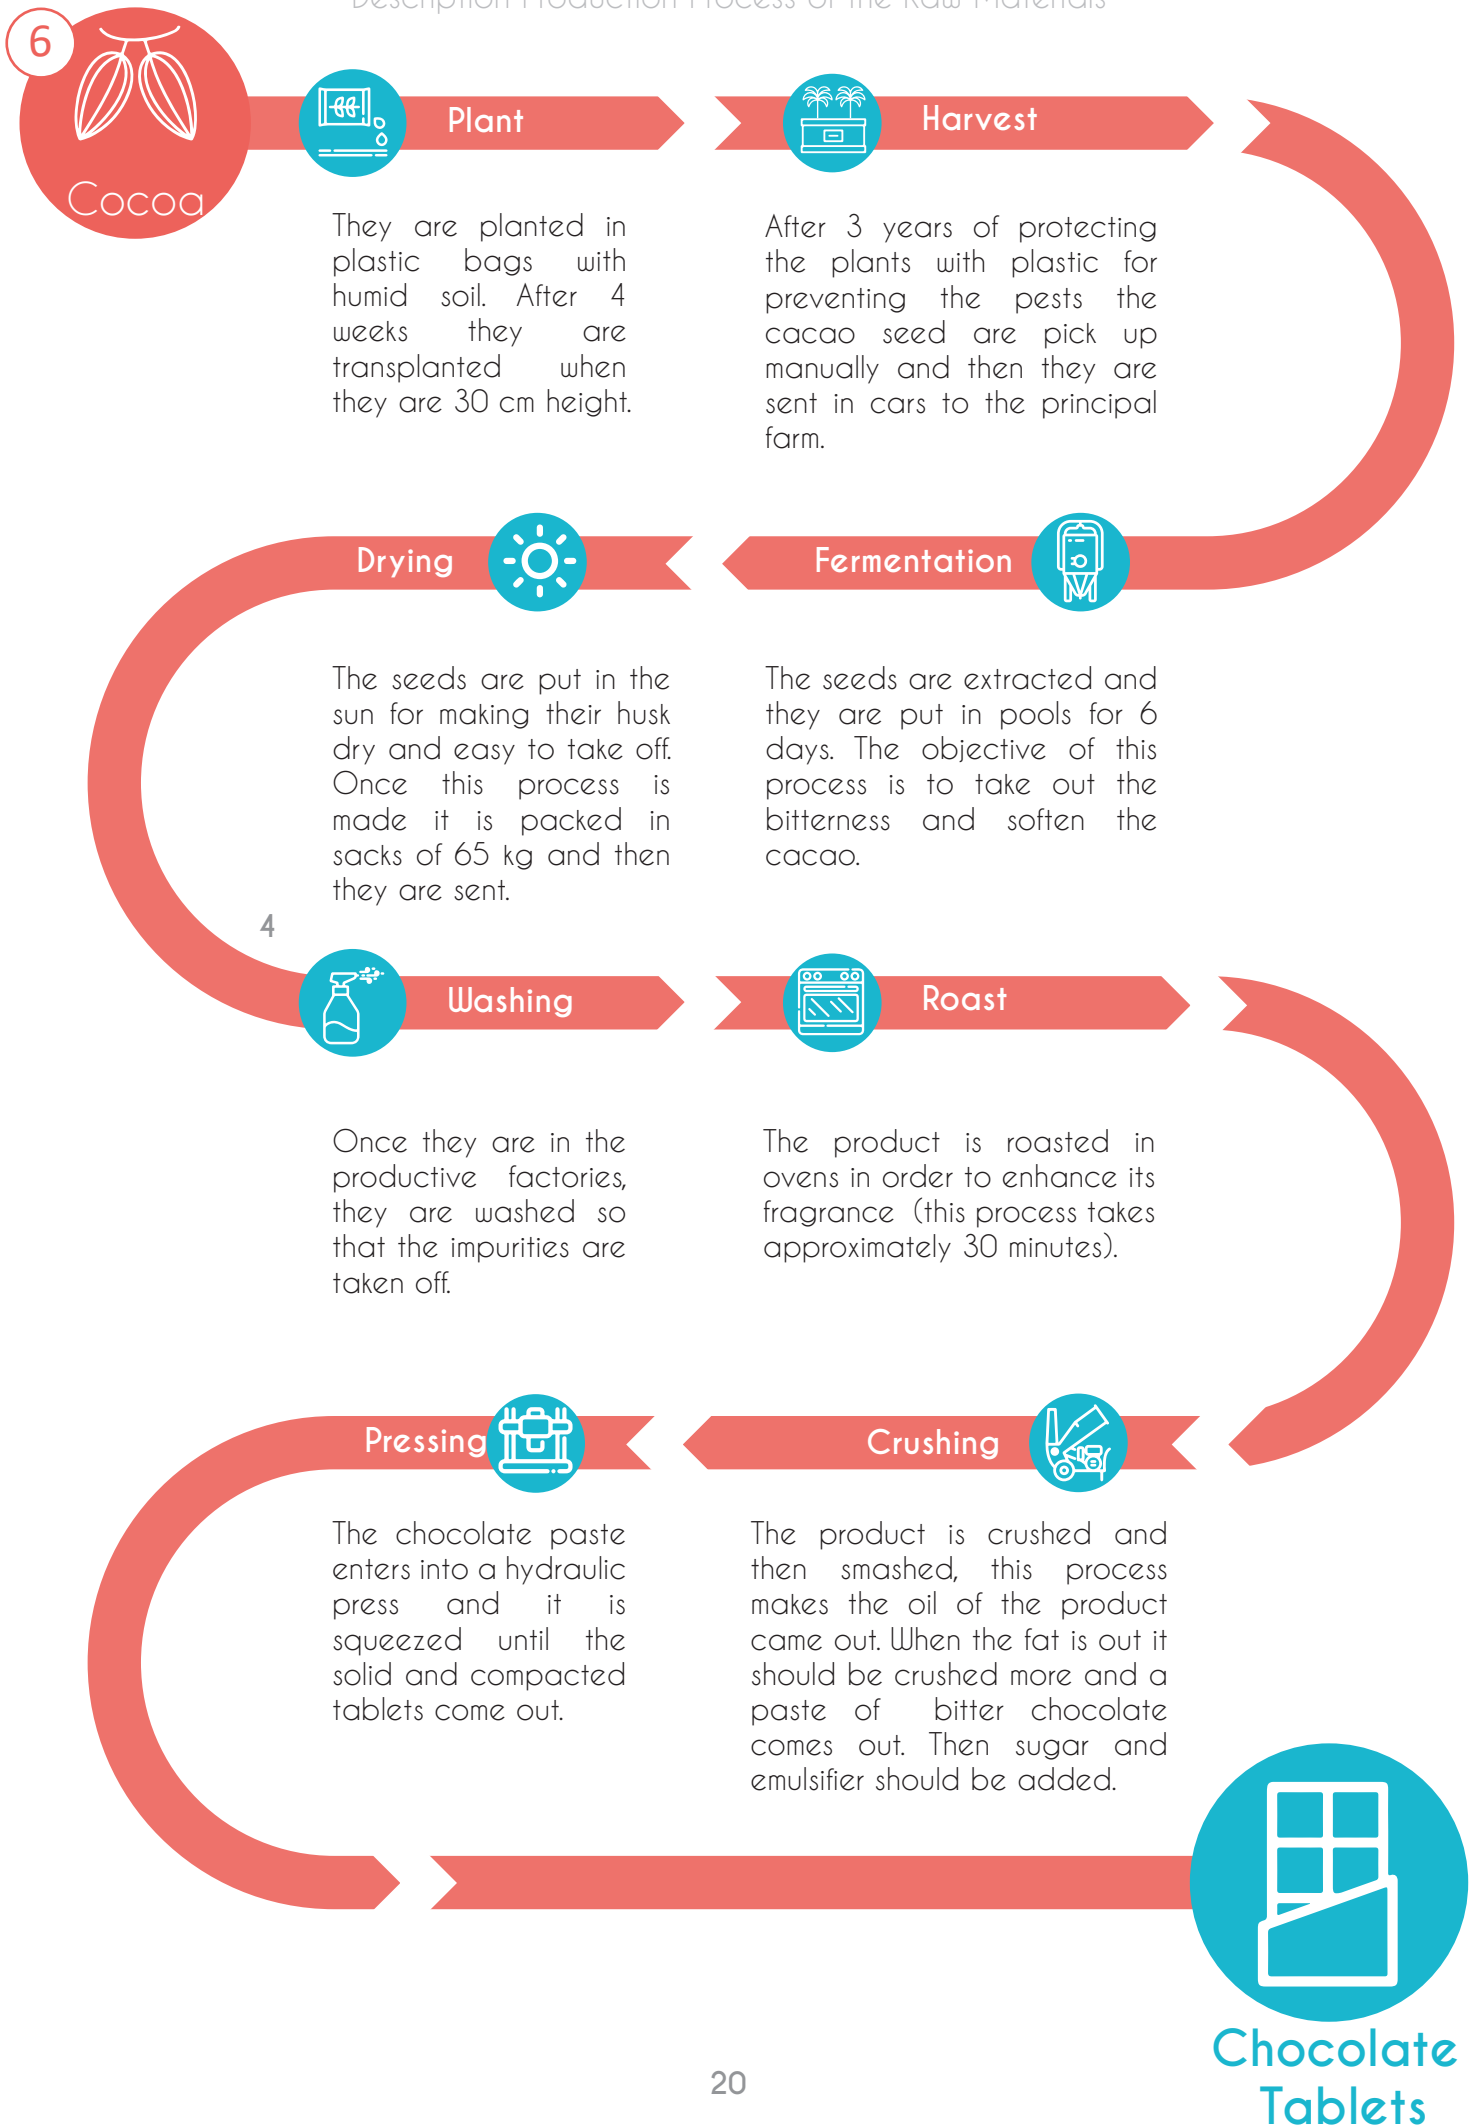 Description Production Process of the Raw Materials
6
Cocoa
Plant
They are planted in
plastic bags with
humid soil. After 4
weeks they are
transplanted when
they are 30 cm height.
Harvest
After 3 years of protecting
the plants with plastic for
preventing the pests the
cacao seed are pick up
manually and then they are
sent in cars to the principal
farm.
Fermentation
The seeds are extracted and
they are put in pools for 6
days. The objective of this
process is to take out the
bitterness and soften the
cacao.
Drying
The seeds are put in the
sun for making their husk
dry and easy to take off.
Once this process is
made it is packed in
sacks of 65 kg and then
they are sent.
4
Washing
Once they are in the
productive factories,
they are washed so
that the impurities are
taken off.
Roast
The product is roasted in
ovens in order to enhance its
fragrance (this process takes
approximately 30 minutes).
Crushing
The product is crushed and
then smashed, this process
makes the oil of the product
came out. When the fat is out it
should be crushed more and a
paste of bitter chocolate
comes out. Then sugar and
emulsifier should be added.
Pressing
The chocolate paste
enters into a hydraulic
press and it is
squeezed until the
solid and compacted
tablets come out.
Chocolate
Tablets
20